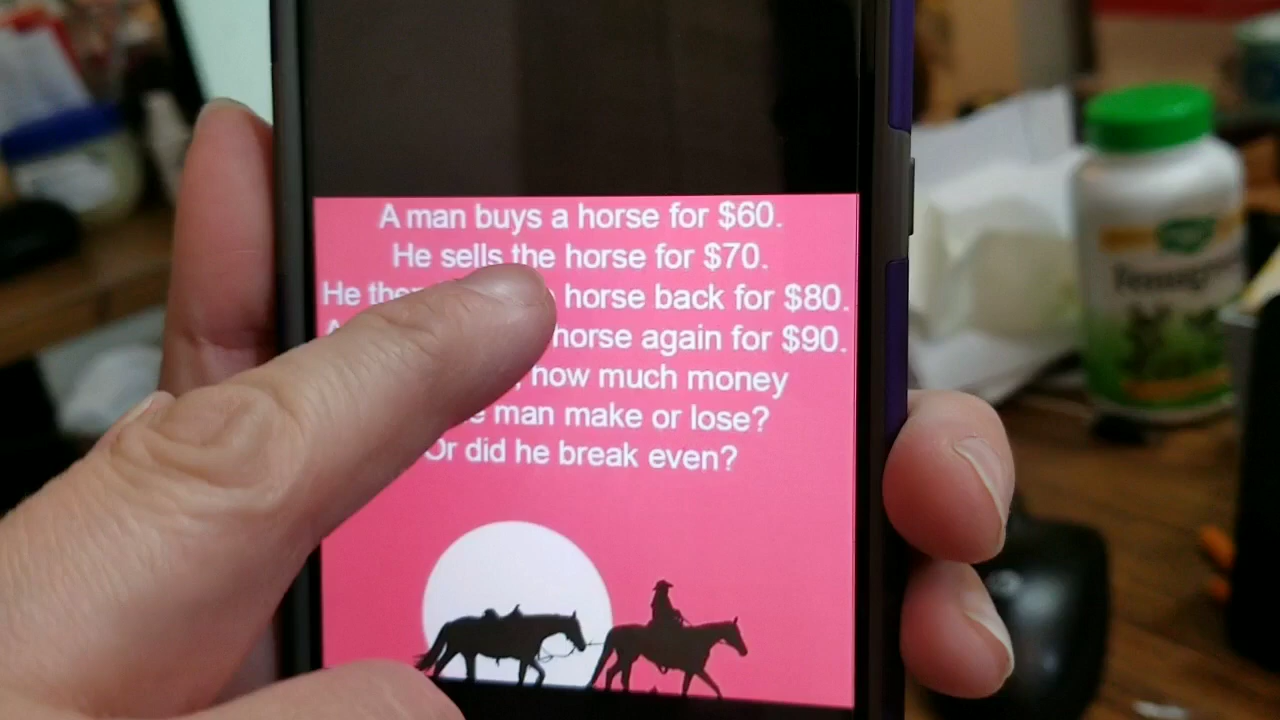 A man buys a horse for $60.
He sells the horse for $70.
He horse back for $80.
horse again for $90.
how much money
man make or lose?
Or did he break even?